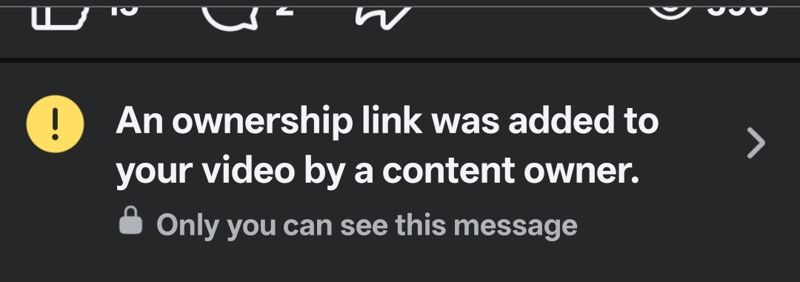 An ownership link was added to
your video by a content owner.
Only you can see this message